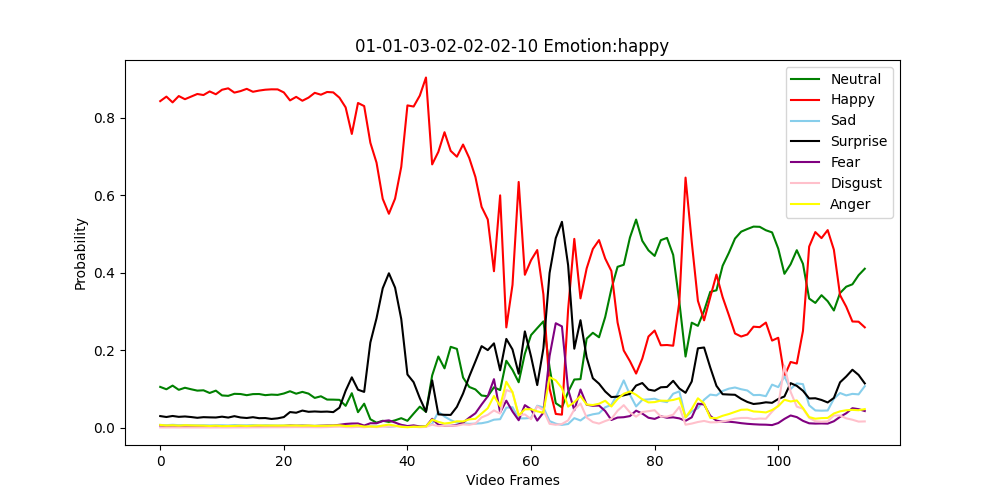 01-01-03-02-02-02-10 Emotion:happy
Neutral
Happy
Sad
Surprise
Fear
Disgust
Anger
Probability
0.8
0.6
0.4
0.2
0.0
0 20 40 60 80 100
Video Frames